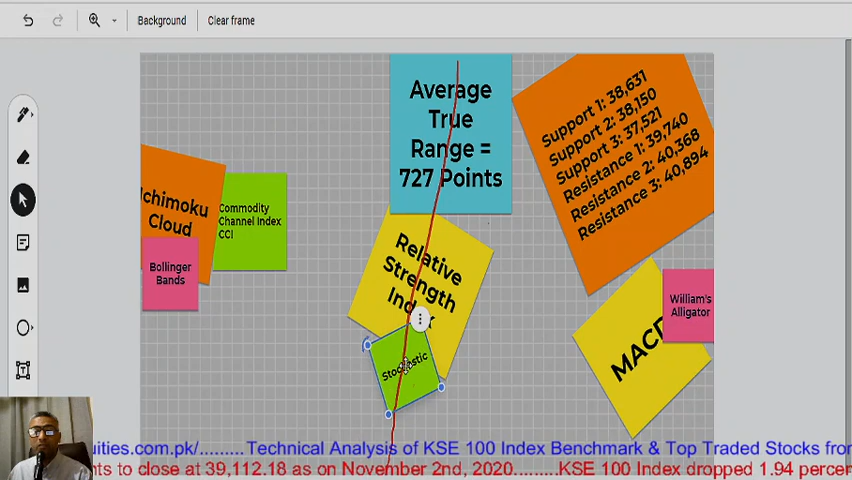 Background
Clear frame
Average
True
Range =
727 Points
Support 1: 38,631
Support 2: 38,150
Support 3: 37,521
Resistance 1: 39,740
Resistance 2: 40,368
Resistance 3: 40,894
Ichimoku
Cloud
Commodity
Channel Index
CCI
Bollinger
Bands
Relative
Strength
Index
Stochastic
William's
Alligator
MACD
uities.com.pk/.........Technical Analysis of KSE 100 Index Benchmark & Top Traded Stocks fro
nts to close at 39,112.18 as on November 2nd, 2020.........KSE 100 Index dropped 1.94 percen